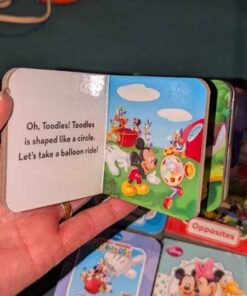 Oh, Toodles! Toodles
is shaped like a circle.
Let's take a balloon ride!
Opposites